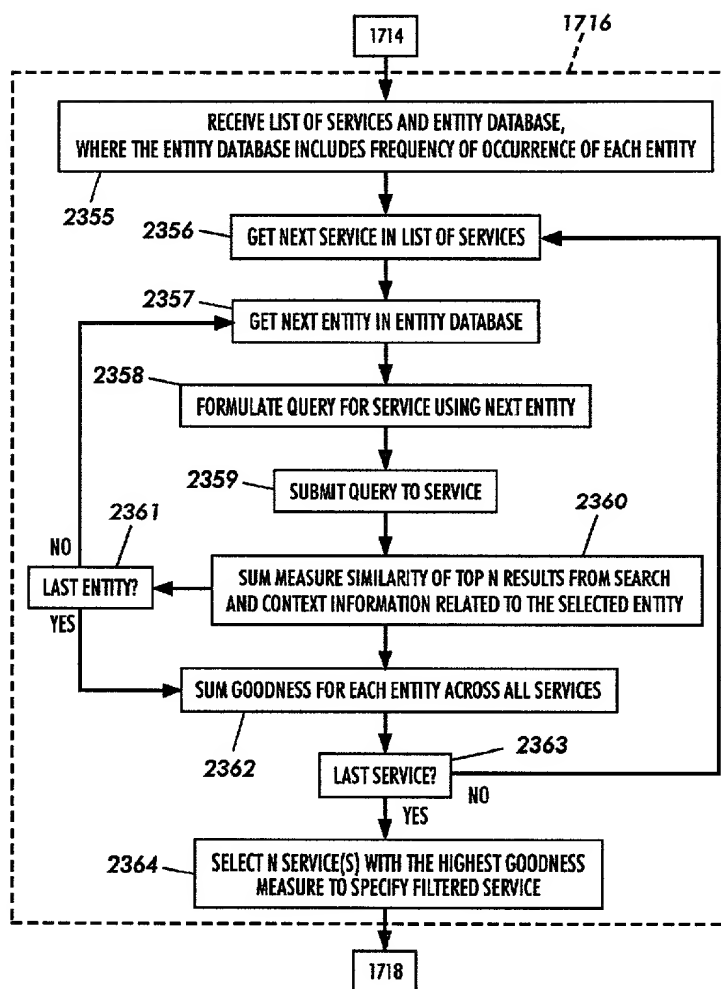 1714
1716
RECEIVE LIST OF SERVICES AND ENTITY DATABASE,
WHERE THE ENTITY DATABASE INCLUDES FREQUENCY OF OCCURRENCE OF EACH ENTITY
2355
2356
GET NEXT SERVICE IN LIST OF SERVICES
2357
GET NEXT ENTITY IN ENTITY DATABASE
2358
FORMULATE QUERY FOR SERVICE USING NEXT ENTITY
2359
SUBMIT QUERY TO SERVICE
2360
2361
NO
LAST ENTITY?
YES
SUM MEASURE SIMILARITY OF TOP N RESULTS FROM SEARCH
AND CONTEXT INFORMATION RELATED TO THE SELECTED ENTITY
SUM GOODNESS FOR EACH ENTITY ACROSS ALL SERVICES
2362
2363
LAST SERVICE?
NO
YES
2364
SELECT N SERVICE(S) WITH THE HIGHEST GOODNESS
MEASURE TO SPECIFY FILTERED SERVICE
1718